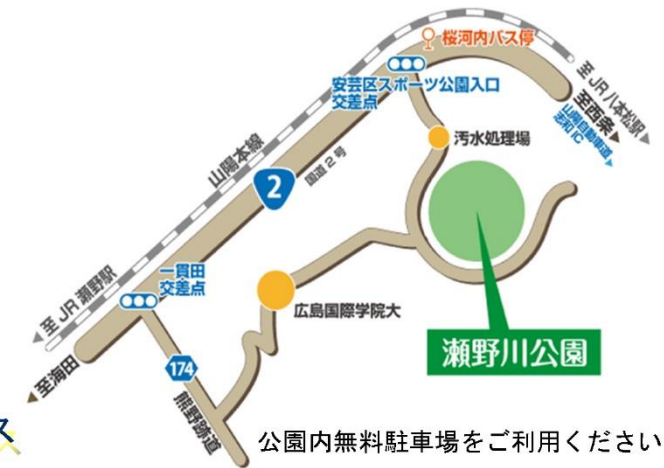 桜河内バス停
安芸区スポーツ公園入口
交差点
至 JR 八本松駅
至西条
山陽自動車道
志和IC
汚水処理場
山陽本線
国道2号
2
一貫田
交差点
至 JR 瀬野駅
広島国際学院大
瀬野川公園
至海田
174
熊野跡道
ス
公園内無料駐車場をご利用ください